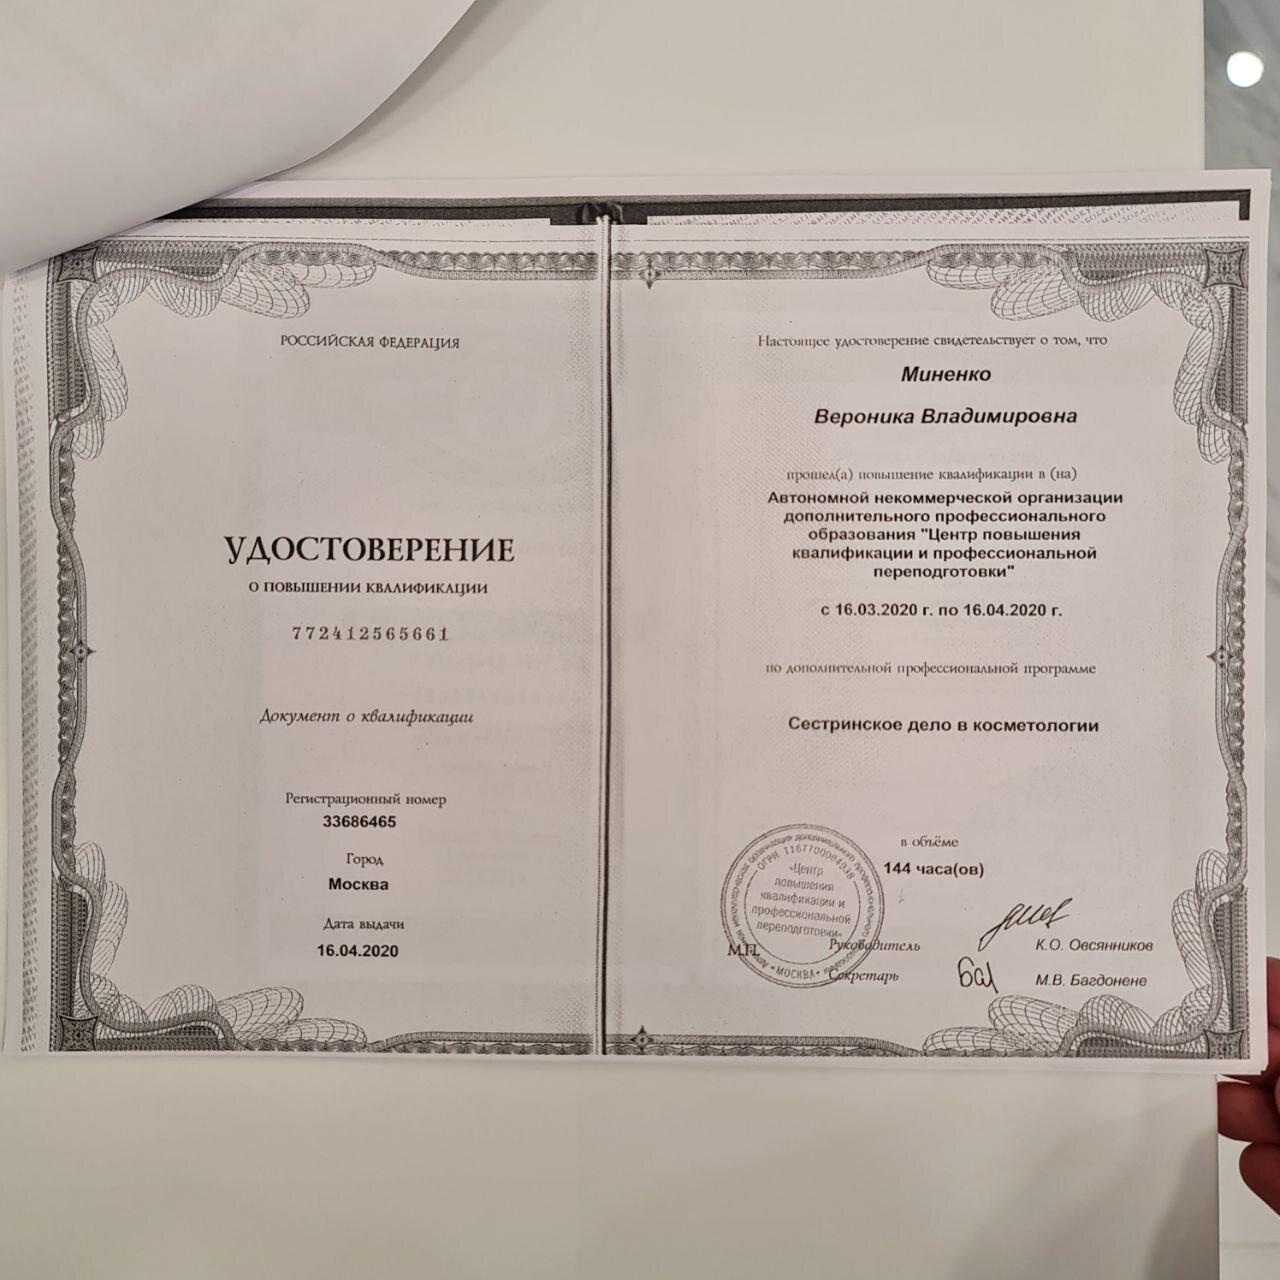 РОССИЙСКАЯ ФЕДЕРАЦИЯ
УДОСТОВЕРЕНИЕ
О ПОВЫШЕНИИ КВАЛИФИКАЦИИ
772412565661
Документ о квалификации
Регистрационный номер
33686465
Город
Москва
Дата выдачи
16.04.2020
Настоящее удостоверение свидетельствует о том, что
Миненко
Вероника Владимировна
прошел(а) повышение квалификации в (на)
Автономной некоммерческой организации
дополнительного профессионального
образования "Центр повышения
квалификации и профессиональной
переподготовки"
с 16.03.2020 г. по 16.04.2020 г.
по дополнительной профессиональной программе
Сестринское дело в косметологии
в объёме
144 часа(ов)
«Центр
повышения
квалификации и
профессиональной
переподготовки»
• МОСКВА •
М.П.
Руководитель
К.О. Овсянников
Секретарь
М.В. Багдонене